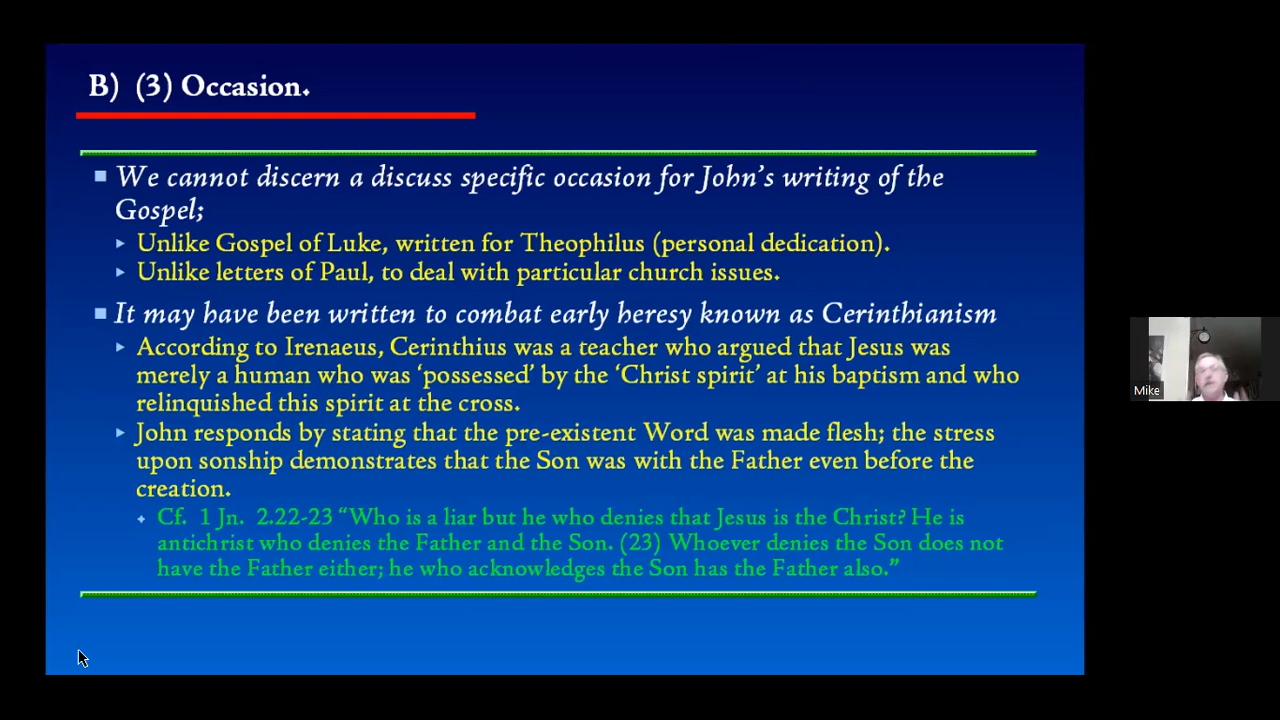 B) (3) Occasion.
We cannot discern a discuss specific occasion for John's writing of the
Gospel;
Unlike Gospel of Luke, written for Theophilus (personal dedication).
Unlike letters of Paul, to deal with particular church issues.
It may have been written to combat early heresy known as Cerinthianism
According to Irenaeus, Cerinthius was a teacher who argued that Jesus was
merely a human who was ‘possessed’ by the ‘Christ spirit’ at his baptism and who
relinquished this spirit at the cross.
John responds by stating that the pre-existent Word was made flesh; the stress
upon sonship demonstrates that the Son was with the Father even before the
creation.
Cf. 1 Jn. 2.22-23 “Who is a liar but he who denies that Jesus is the Christ? He is
antichrist who denies the Father and the Son. (23) Whoever denies the Son does not
have the Father either; he who acknowledges the Son has the Father also.”
Mike